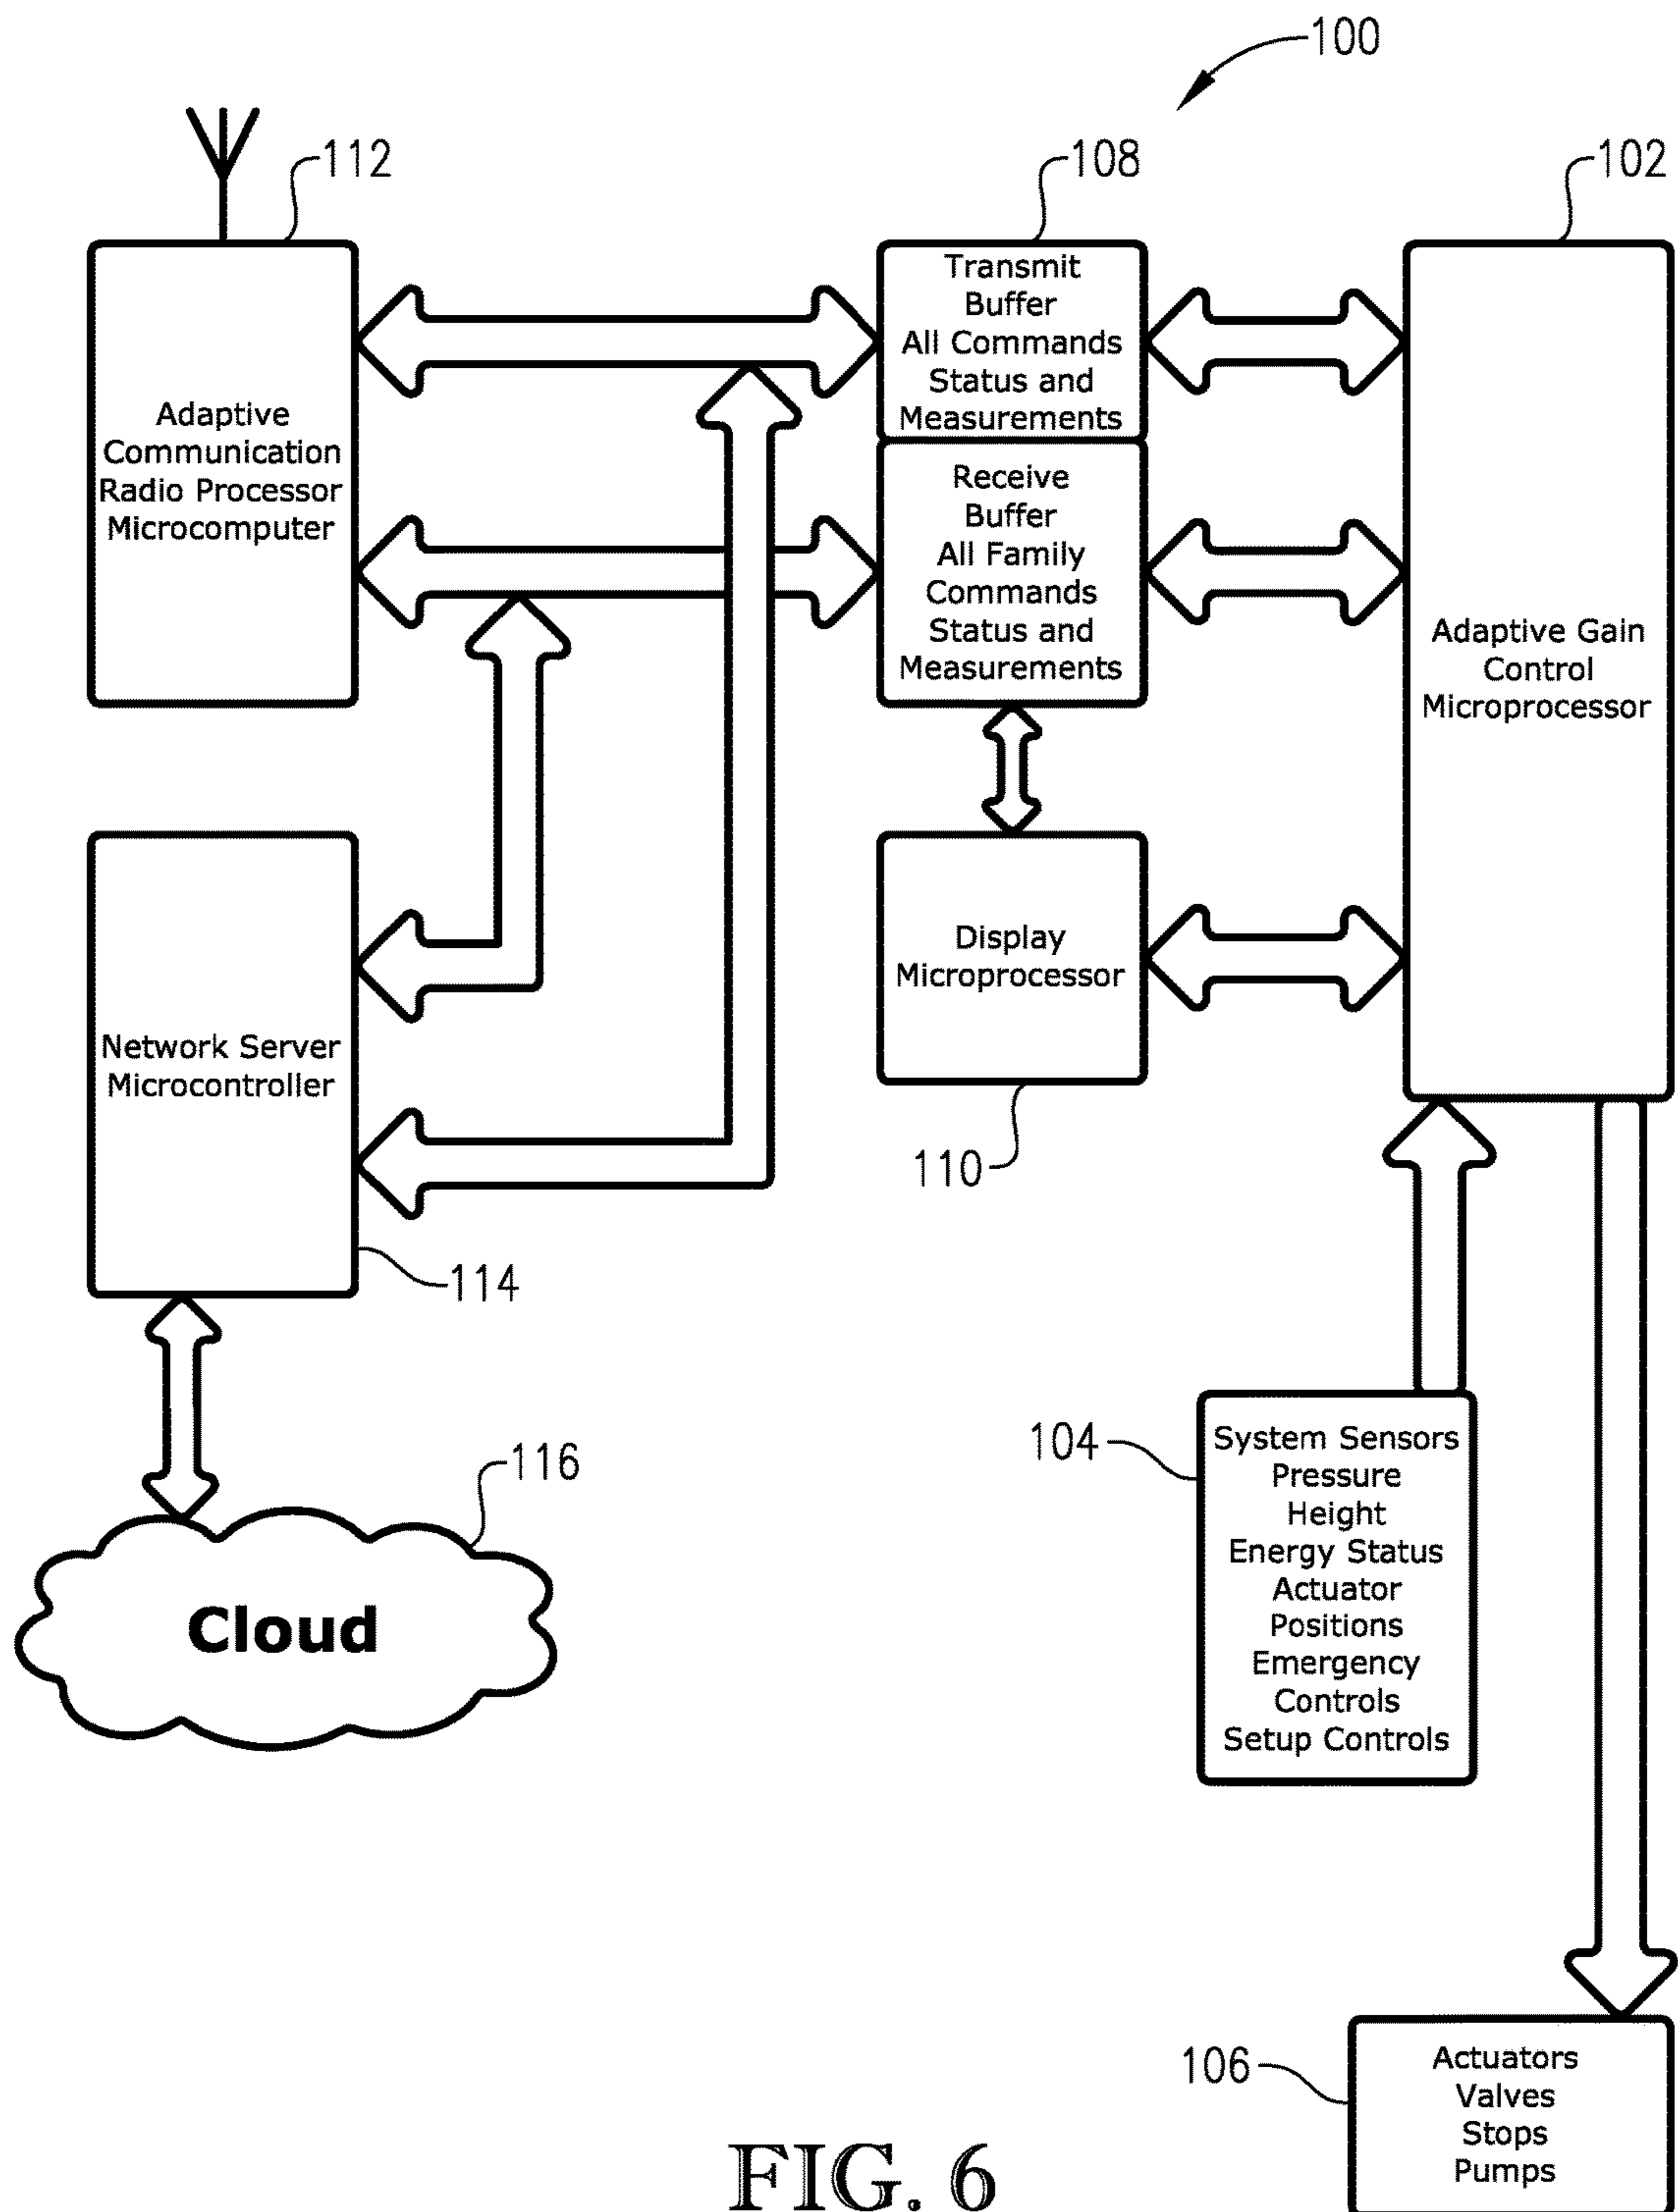 100
112
108
102
Transmit
Buffer
All Commands
Status and
Measurements
Adaptive
Communication
Radio Processor
Microcomputer
Receive
Buffer
All Family
Commands
Status and
Measurements
Adaptive Gain
Control
Microprocessor
Display
Microprocessor
110
Network Server
Microcontroller
114
116
Cloud
104
System Sensors
Pressure
Height
Energy Status
Actuator
Positions
Emergency
Controls
Setup Controls
106
Actuators
Valves
Stops
Pumps
FIG. 6